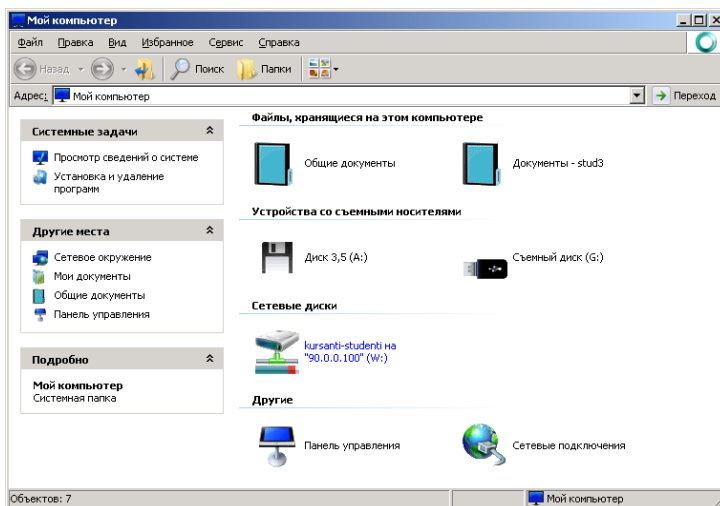 Мой компьютер
Файл Правка Вид Избранное Сервис Справка
Назад Поиск Папки
Адрес: Мой компьютер Переход
Системные задачи
Просмотр сведений о системе
Установка и удаление
программ
Другие места
Сетевое окружение
Мои документы
Общие документы
Панель управления
Подробно
Мой компьютер
Системная папка
Файлы, хранящиеся на этом компьютере
Общие документы
Документы - stud3
Устройства со съемными носителями
Диск 3,5 (A:)
Съемный диск (G:)
Сетевые диски
kursanti-studenti на
"90.0.0.100" (W:)
Другие
Панель управления
Сетевые подключения
Объектов: 7
Мой компьютер